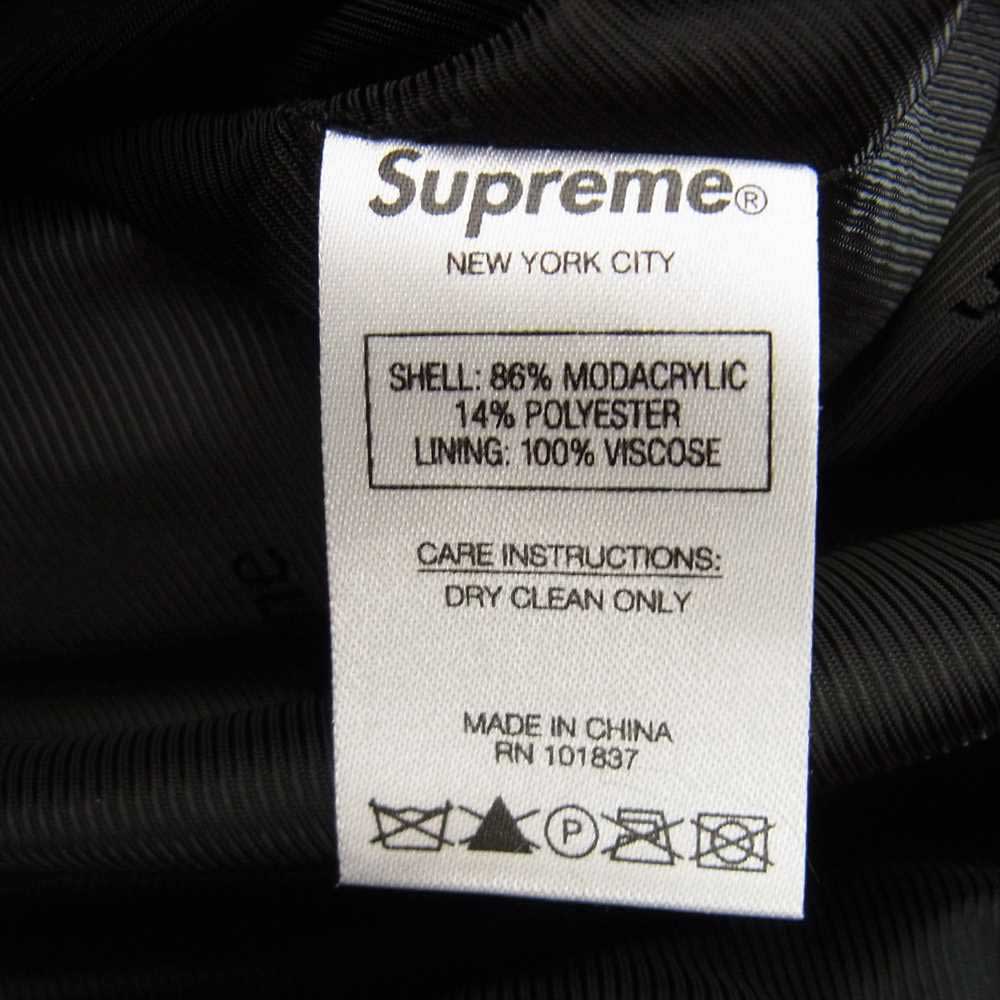 Supreme®
NEW YORK CITY
SHELL: 86% MODACRYLIC
14% POLYESTER
LINING: 100% VISCOSE
CARE INSTRUCTIONS:
DRY CLEAN ONLY
MADE IN CHINA
RN 101837
P